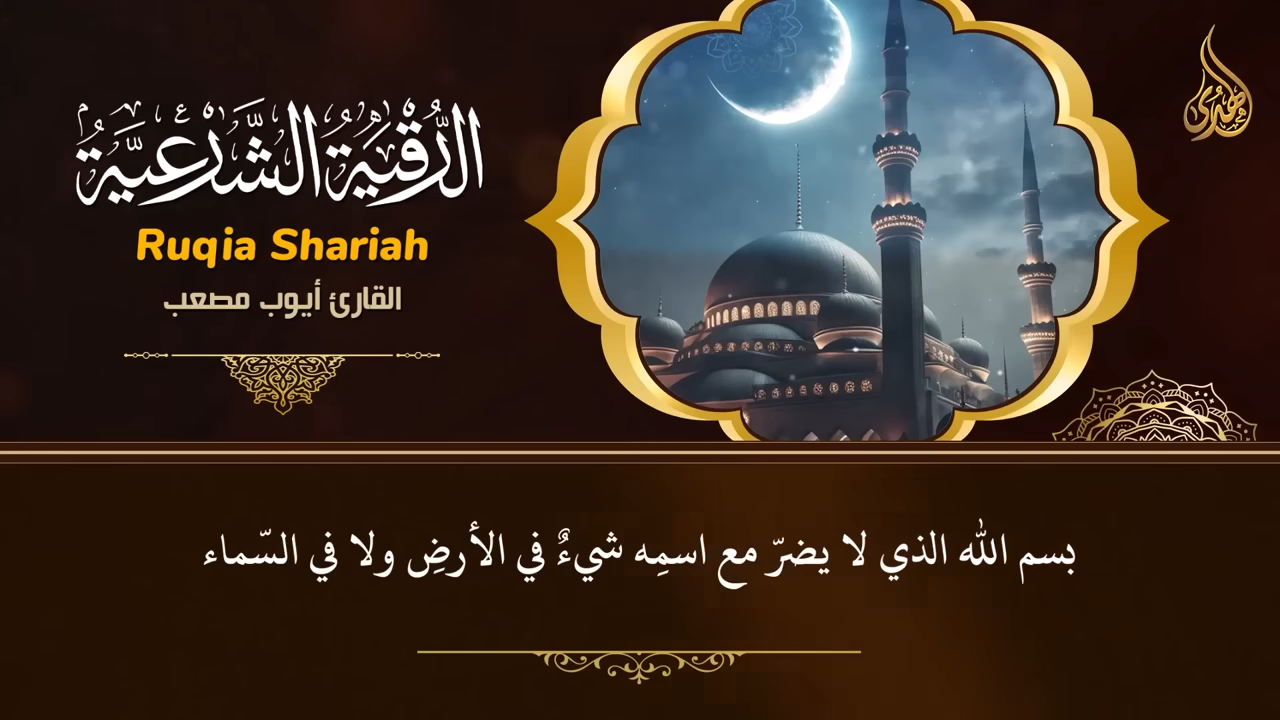 الرُّقْيَةُ الشَّرْعِيَّةُ
Ruqia Shariah
القارئ أيوب مصعب
الهدى
بسم الله الذي لا يضرّ مع اسمِه شيءٌ في الأرضِ ولا في السّماء